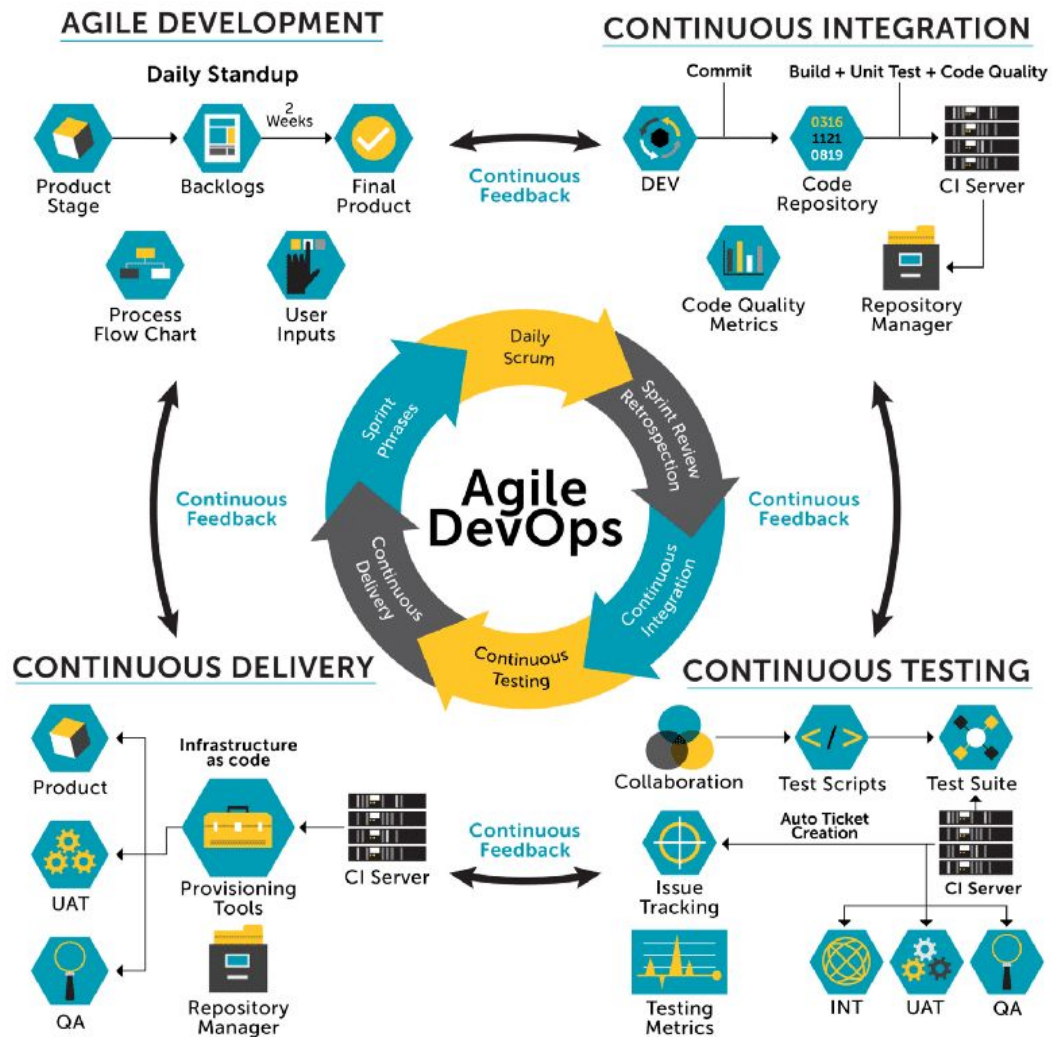 AGILE DEVELOPMENT
Daily Standup
2
Weeks
Product
Stage
Backlogs
Final
Product
Process
Flow Chart
User
Inputs
Continuous
Feedback
CONTINUOUS INTEGRATION
Commit
Build + Unit Test + Code Quality
0316
1121
0819
DEV
Code
Repository
CI Server
Code Quality
Metrics
Repository
Manager
Daily
Scrum
Sprint Review
Retrospection
Continuous
Integration
Continuous
Testing
Continuous
Delivery
Sprint
Phrases
Agile
DevOps
Continuous
Feedback
Continuous
Feedback
CONTINUOUS DELIVERY
Product
UAT
QA
Infrastructure
as code
Provisioning
Tools
CI Server
Repository
Manager
Continuous
Feedback
CONTINUOUS TESTING
Collaboration
</>
Test Scripts
Test Suite
Auto Ticket
Creation
Issue
Tracking
CI Server
Testing
Metrics
INT
UAT
QA